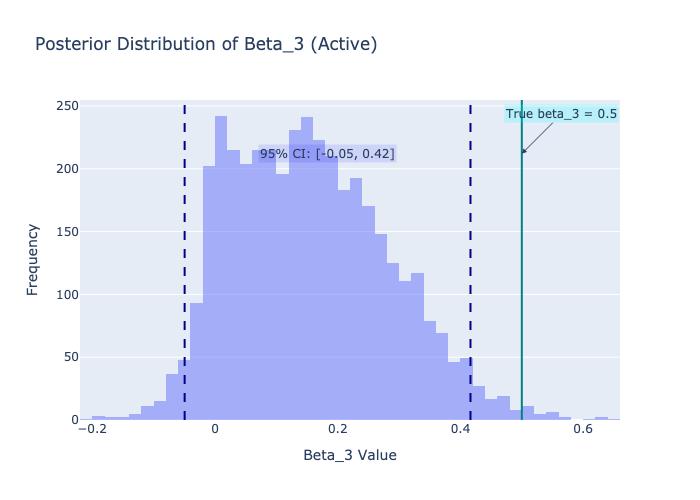 Posterior Distribution of Beta_3 (Active)
250
200
150
100
50
0
Frequency
True beta_3 = 0.5
95% CI: [-0.05, 0.42]
−0.2
0
0.2
0.4
0.6
Beta_3 Value